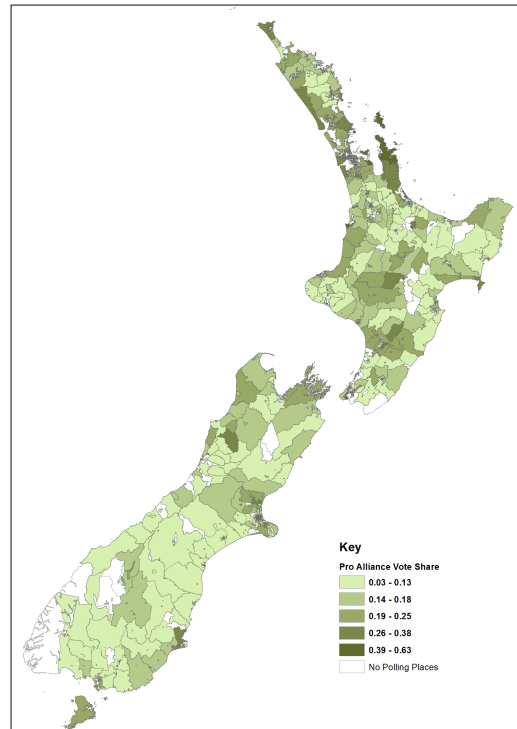 Key
Pro Alliance Vote Share
0.03 - 0.13
0.14 - 0.18
0.19 - 0.25
0.26 - 0.38
0.39 - 0.63
No Polling Places